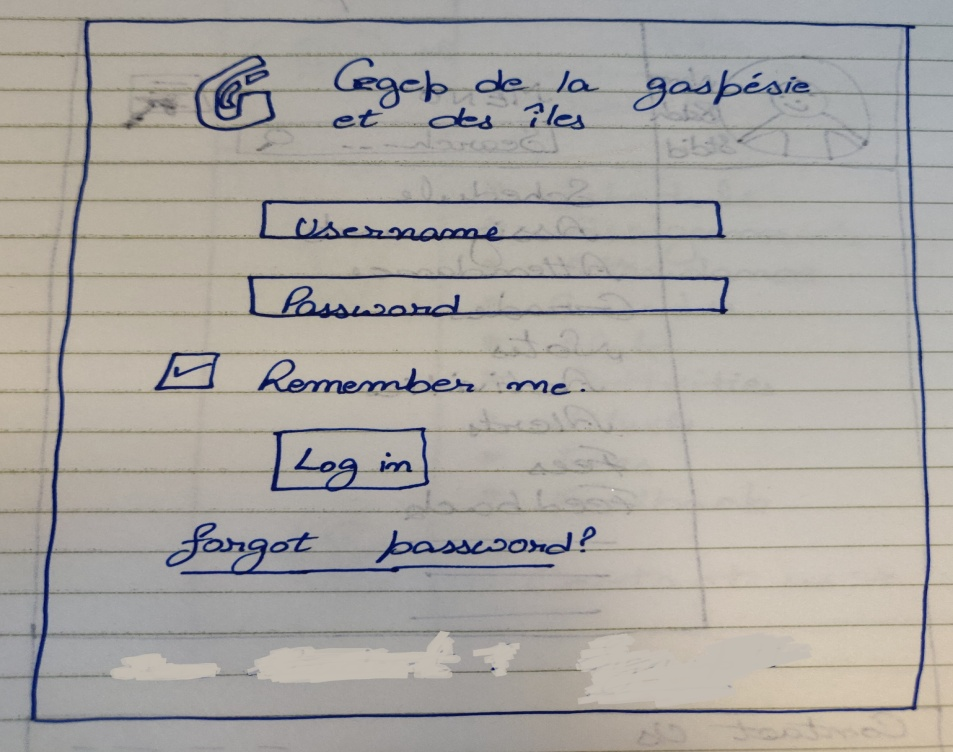 G Cegep de la gaspésie
et des îles
Username
Password
Remember me.
Log in
forgot password?